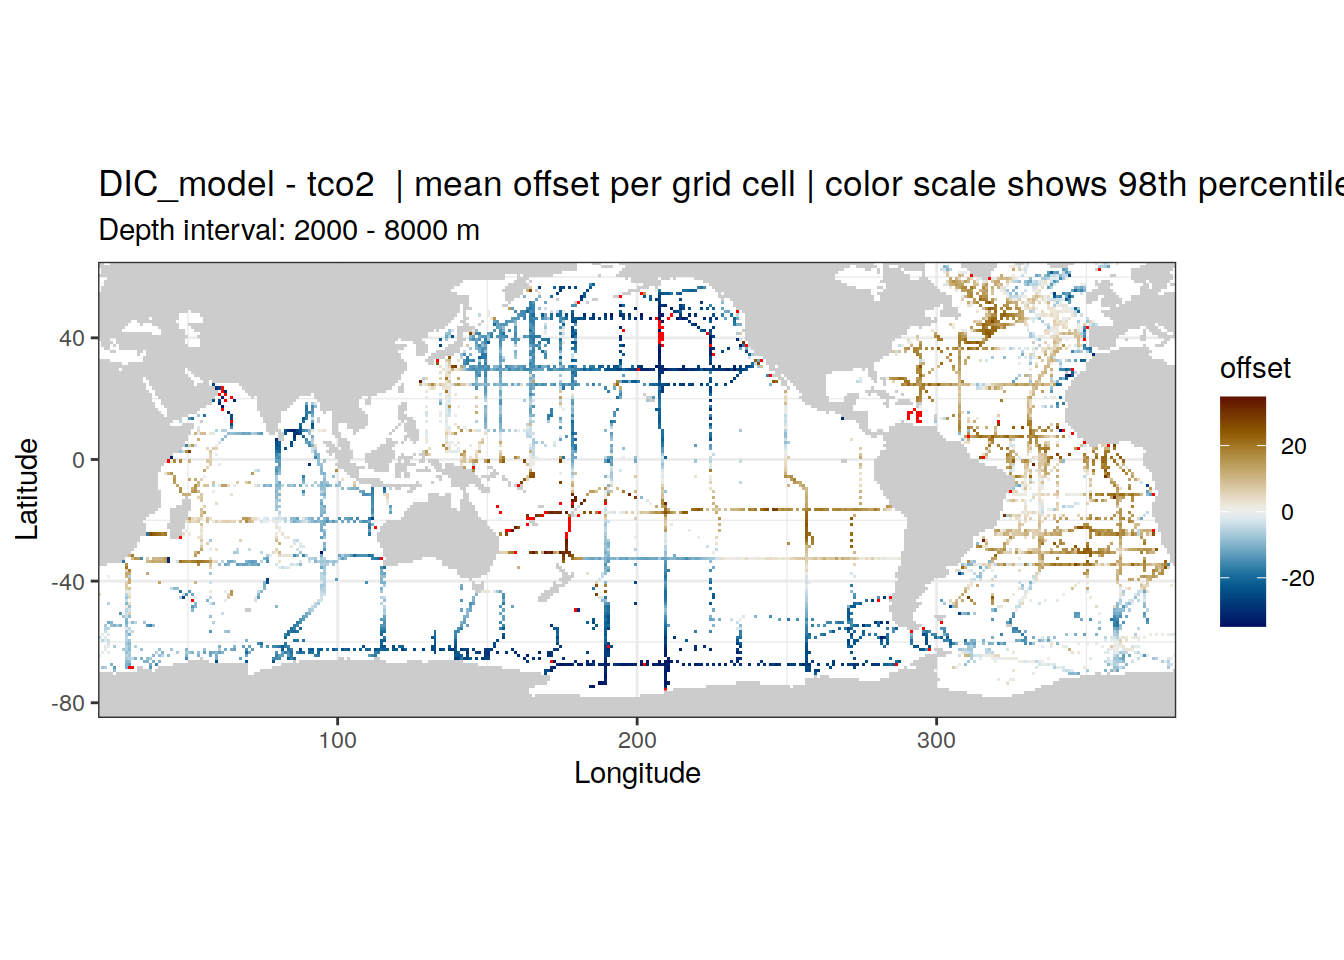 DIC_model - tco2  | mean offset per grid cell | color scale shows 98th percentile
Depth interval: 2000 - 8000 m
Latitude
40
0
-40
-80
100
200
300
Longitude
offset
20
0
-20